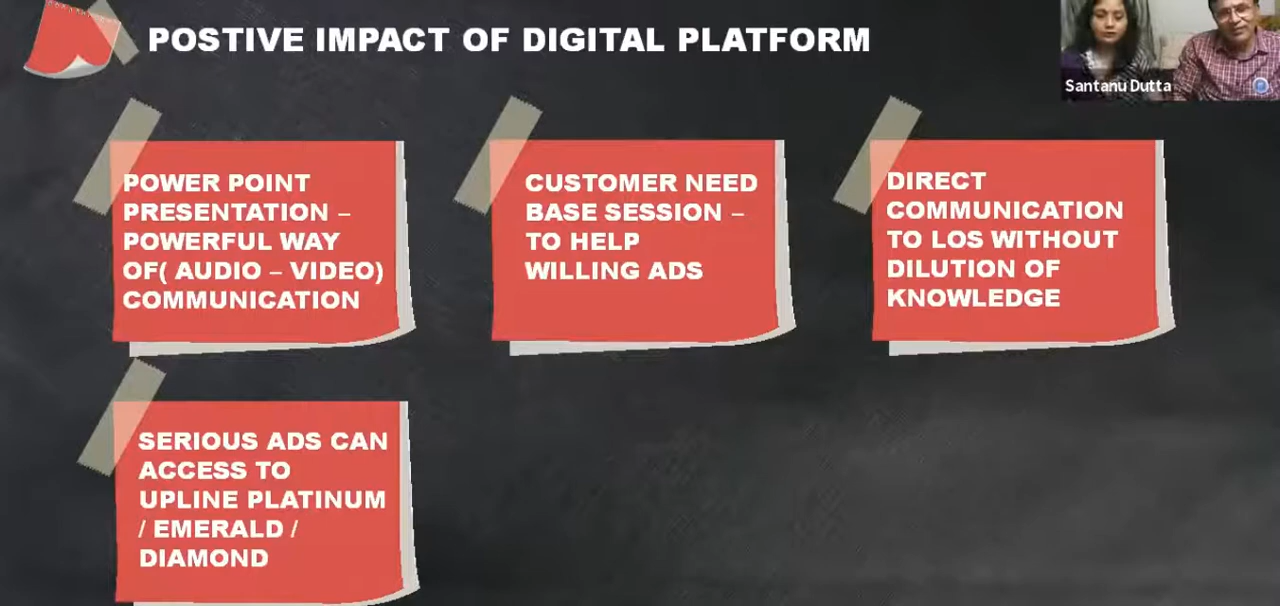 POSTIVE IMPACT OF DIGITAL PLATFORM
Santanu Dutta
POWER POINT
PRESENTATION –
POWERFUL WAY
OF( AUDIO – VIDEO)
COMMUNICATION
CUSTOMER NEED
BASE SESSION –
TO HELP
WILLING ADS
DIRECT
COMMUNICATION
TO LOS WITHOUT
DILUTION OF
KNOWLEDGE
SERIOUS ADS CAN
ACCESS TO
UPLINE PLATINUM
/ EMERALD /
DIAMOND